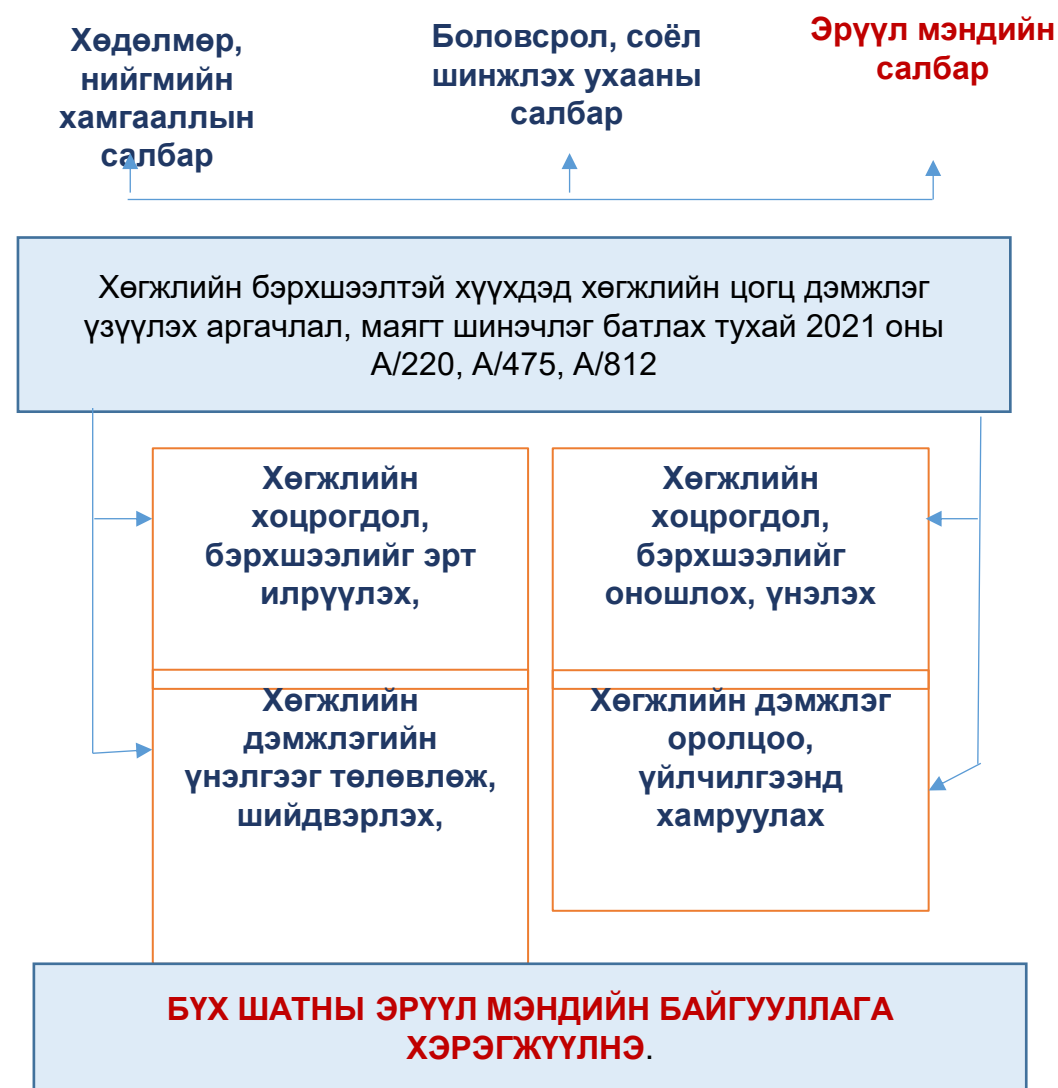 Хөдөлмөр,
нийгмийн
хамгааллын
салбар
Боловсрол, соёл
шинжлэх ухааны
салбар
Эрүүл мэндийн
салбар
Хөгжлийн бэрхшээлтэй хүүхдэд хөгжлийн цогц дэмжлэг
үзүүлэх аргачлал, маягт шинэчлэг батлах тухай 2021 оны
А/220, А/475, А/812
Хөгжлийн
хоцрогдол,
бэрхшээлийг эрт
илрүүлэх,
Хөгжлийн
хоцрогдол,
бэрхшээлийг
оношлох, үнэлэх
Хөгжлийн
дэмжлэгийн
үнэлгээг төлөвлөж,
шийдвэрлэх,
Хөгжлийн дэмжлэг
оролцоо,
үйлчилгээнд
хамруулах
БҮХ ШАТНЫ ЭРҮҮЛ МЭНДИЙН БАЙГУУЛЛАГА
ХЭРЭГЖҮҮЛНЭ.